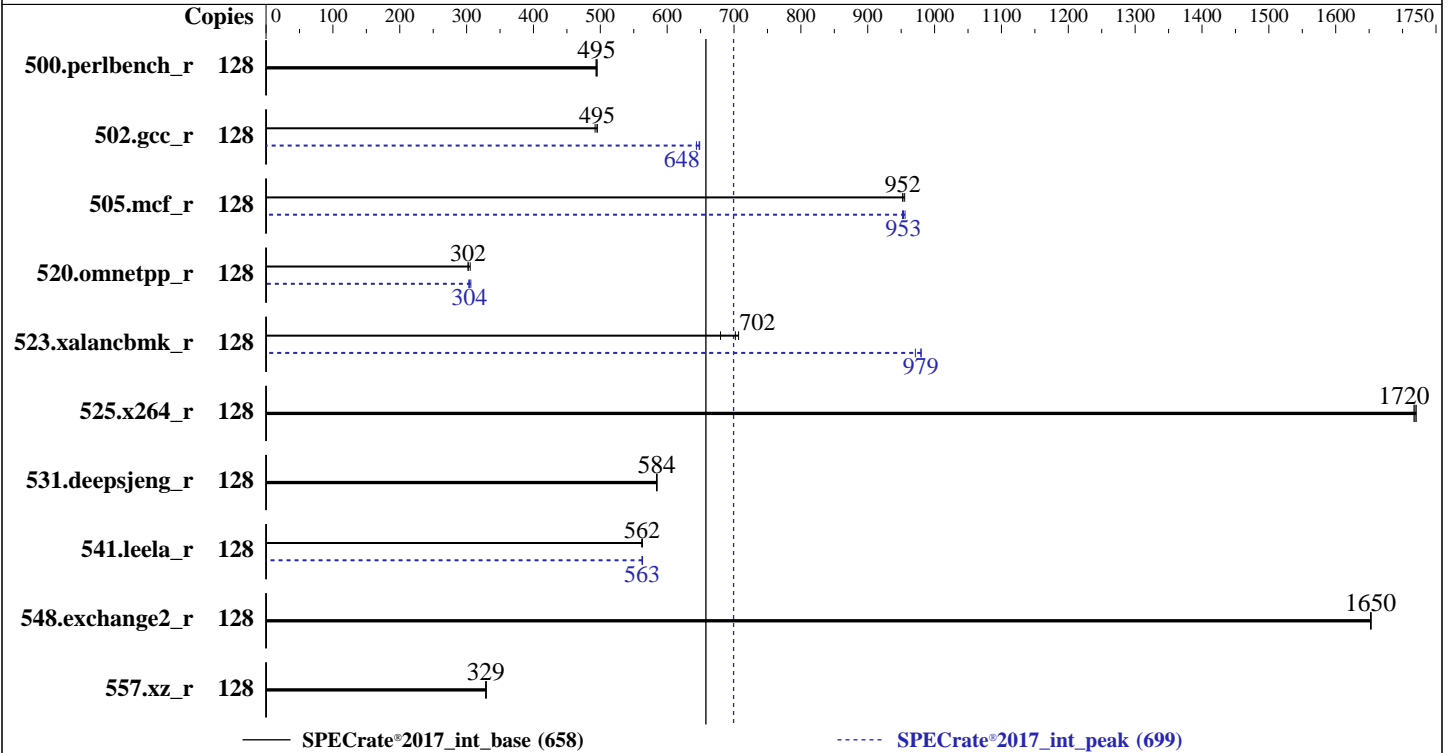 Copies 0 100 200 300 400 500 600 700 800 900 1000 1100 1200 1300 1400 1500 1600 1750
500.perlbench_r 128 495
502.gcc_r 128 495
648
505.mcf_r 128 952
953
520.omnetpp_r 128 302
304
523.xalancbmk_r 128 702
979
525.x264_r 128 1720
531.deepsjeng_r 128 584
541.leela_r 128 562
563
548.exchange2_r 128 1650
557.xz_r 128 329
SPECrate®2017_int_base (658) SPECrate®2017_int_peak (699)